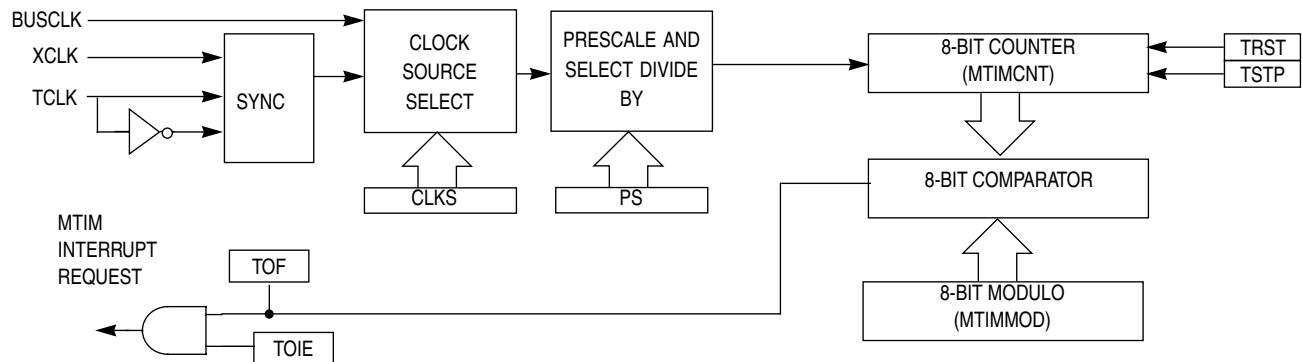 BUSCLK
XCLK
TCLK
SYNC
CLOCK
SOURCE
SELECT
PRESCALE AND
SELECT DIVIDE
BY
8-BIT COUNTER
(MTIMCNT)
TRST
TSTP
CLKS
PS
8-BIT COMPARATOR
MTIM
INTERRUPT
REQUEST
TOF
8-BIT MODULO
(MTIMMOD)
TOIE